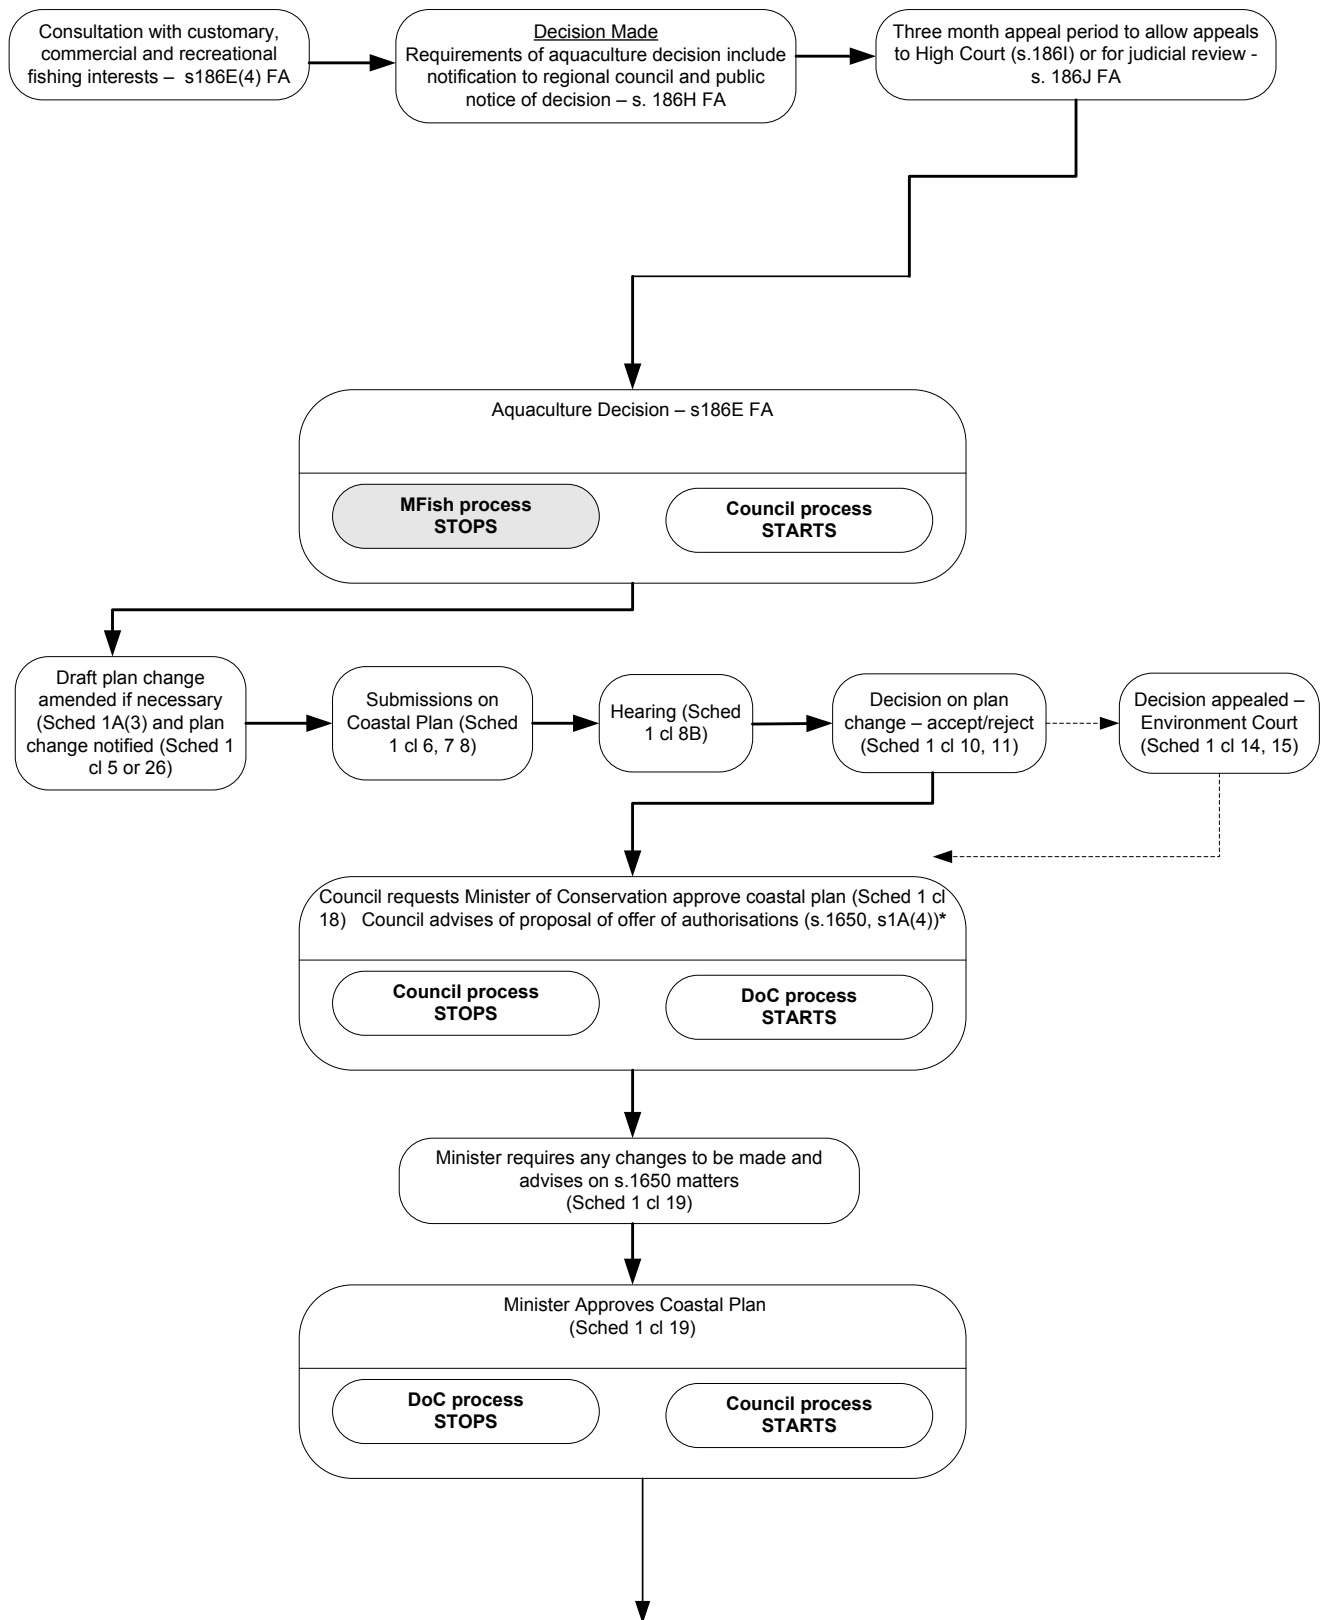 Consultation with customary,
commercial and recreational
fishing interests – s186E(4) FA
Decision Made
Requirements of aquaculture decision include
notification to regional council and public
notice of decision – s. 186H FA
Three month appeal period to allow appeals
to High Court (s.186I) or for judicial review -
s. 186J FA
Aquaculture Decision – s186E FA
MFish process
STOPS
Council process
STARTS
Draft plan change
amended if necessary
(Sched 1A(3) and plan
change notified (Sched 1
cl 5 or 26)
Submissions on
Coastal Plan (Sched
1 cl 6, 7 8)
Hearing (Sched
1 cl 8B)
Decision on plan
change – accept/reject
(Sched 1 cl 10, 11)
Decision appealed –
Environment Court
(Sched 1 cl 14, 15)
Council requests Minister of Conservation approve coastal plan (Sched 1 cl
18) Council advises of proposal of offer of authorisations (s.1650, s1A(4))*
Council process
STOPS
DoC process
STARTS
Minister requires any changes to be made and
advises on s.1650 matters
(Sched 1 cl 19)
Minister Approves Coastal Plan
(Sched 1 cl 19)
DoC process
STOPS
Council process
STARTS